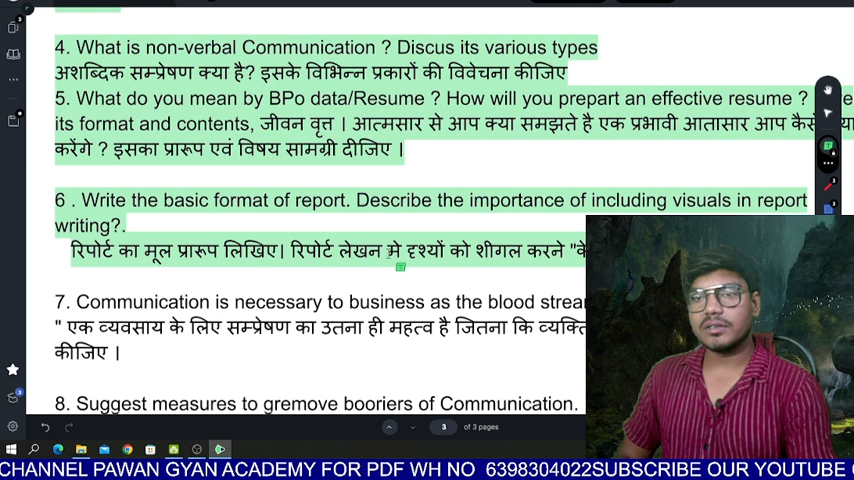 4. What is non-verbal Communication ? Discus its various types
अशब्दिक सम्प्रेषण क्या है? इसके विभिन्न प्रकारों की विवेचना कीजिए
5. What do you mean by BPo data/Resume ? How will you prepart an effective resume ?
its format and contents, जीवन वृत्त । आत्मसार से आप क्या समझते है एक प्रभावी आतासार आप
करेंगे ? इसका प्रारूप एवं विषय सामग्री दीजिए ।
6 . Write the basic format of report. Describe the importance of including visuals in report
writing?.
रिपोर्ट का मूल प्रारूप लिखिए। रिपोर्ट लेखन मे दृश्यों को शीगल करने "के
7. Communication is necessary to business as the blood
" एक व्यवसाय के लिए सम्प्रेषण का उतना ही महत्व है जितना कि
कीजिए ।
8. Suggest measures to gremove booriers of Communication.
3 of 3 pages
CHANNEL PAWAN GYAN ACADEMY FOR PDF WH NO 6398304022SUBSCRIBE OUR YOUTUBE